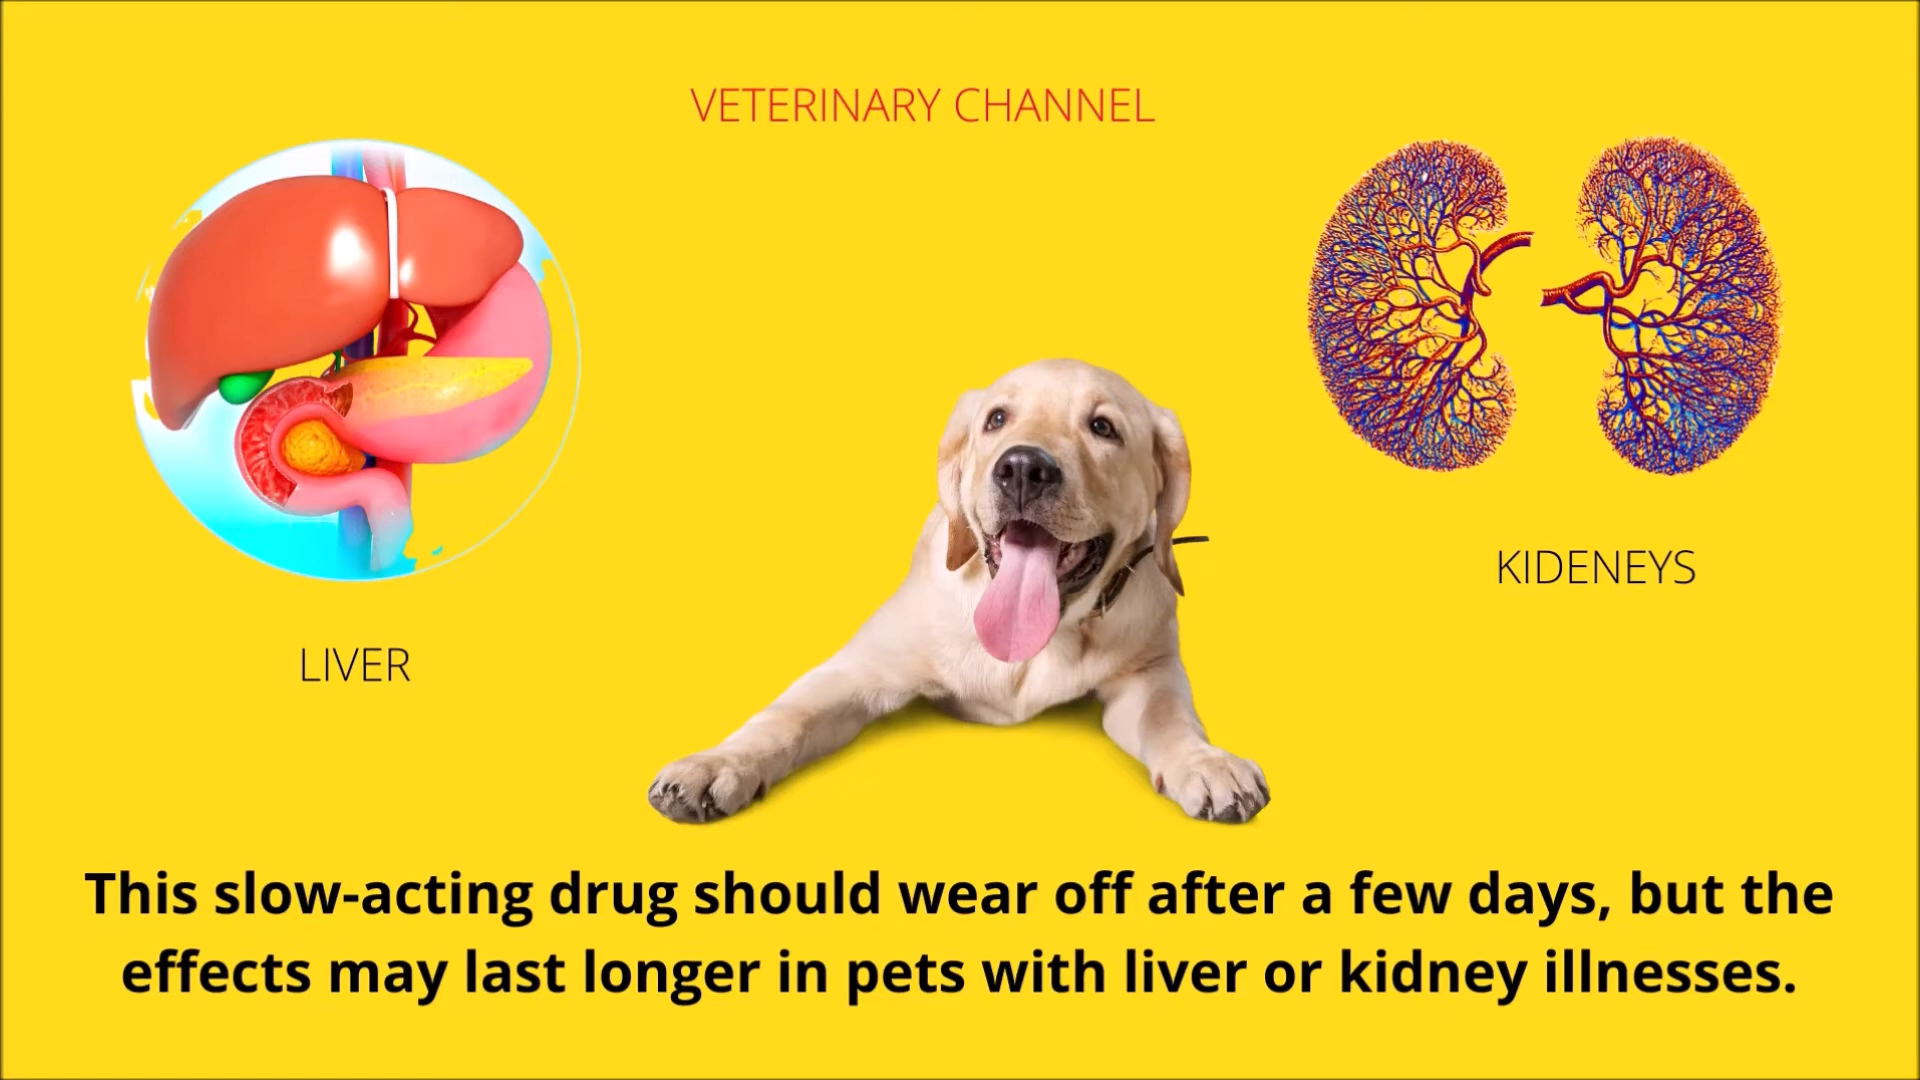 VETERINARY CHANNEL
KIDENEYS
LIVER
This slow-acting drug should wear off after a few days, but the
effects may last longer in pets with liver or kidney illnesses.